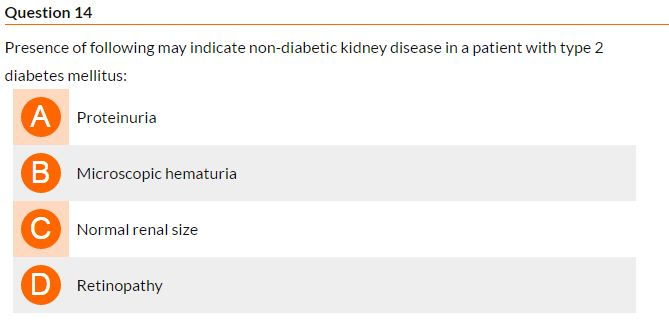 Question 14
Presence of following may indicate non-diabetic kidney disease in a patient with type 2
diabetes mellitus:
A Proteinuria
B Microscopic hematuria
C Normal renal size
D Retinopathy